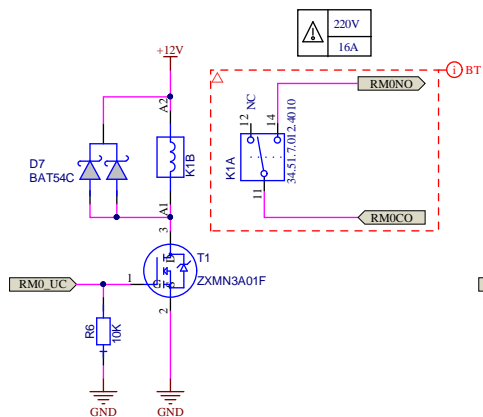 220V
16A
+12V
i
BT
RM0NO
A2
NC
12
14
D7
BAT54C
K1B
K1A
34.51.7.012.4010
11
RM0CO
A1
3
D
T1
ZXMN3A01F
RM0_UC
1
G
S
2
R6
10K
GND
GND